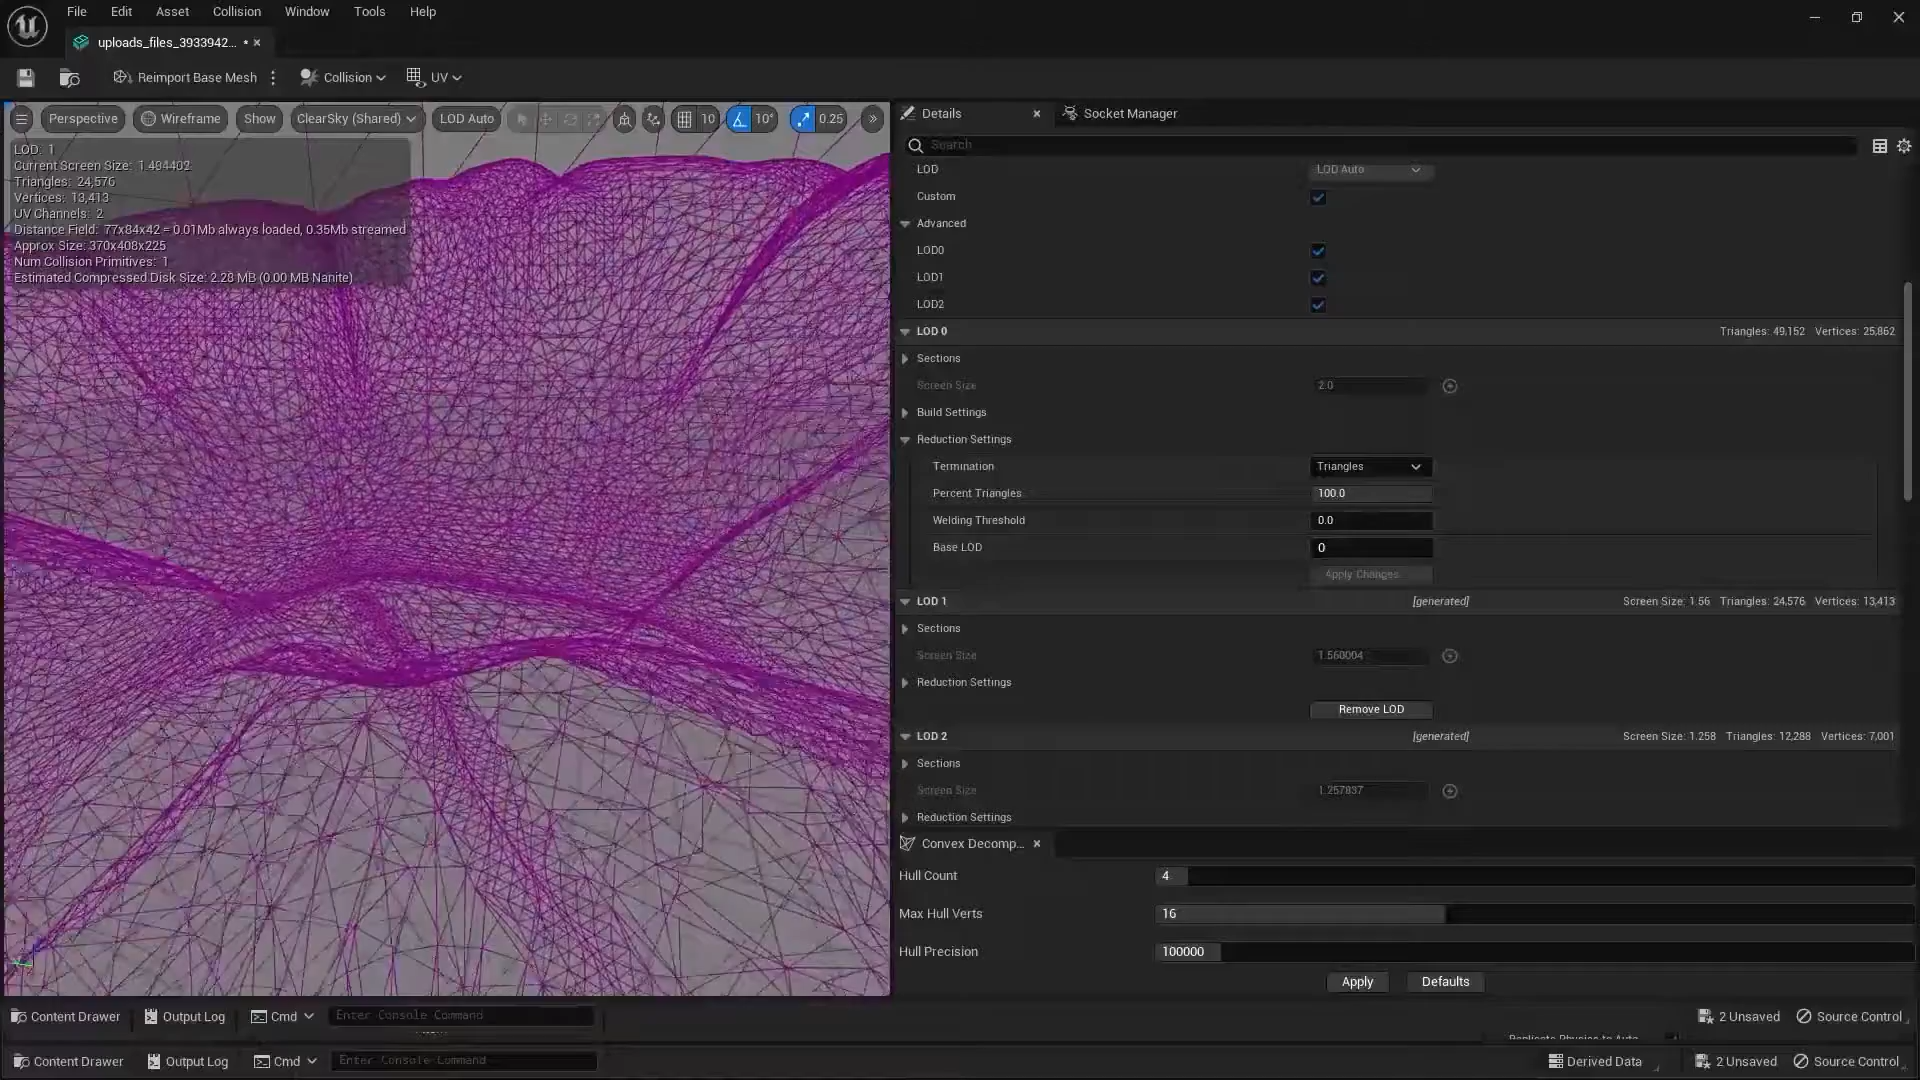 File Edit Asset Collision Window Tools Help
uploads_files_3933942... •
Reimport Base Mesh Collision UV
Perspective Wireframe Show ClearSky (Shared) LOD Auto 10 10° 0.25
LOD: 1
Current Screen Size: 1.484402
Triangles: 24,576
Vertices: 13,413
UV Channels: 2
Distance Field: 77x84x42 = 0.01Mb always loaded, 0.35Mb streamed
Approx Size: 370x408x225
Num Collision Primitives: 1
Estimated Compressed Disk Size: 2.28 MB (0.00 MB Nanite)
Details Socket Manager
Search
LOD LOD Auto
Custom
Advanced
LOD0
LOD1
LOD2
LOD 0 Triangles: 49,152 Vertices: 25,862
Sections
Screen Size 2.0
Build Settings
Reduction Settings
Termination Triangles
Percent Triangles 100.0
Welding Threshold 0.0
Base LOD 0
Apply Changes
LOD 1 [generated] Screen Size: 1.56 Triangles: 24,576 Vertices: 13,413
Sections
Screen Size 1.560004
Reduction Settings
Remove LOD
LOD 2 [generated] Screen Size: 1.258 Triangles: 12,288 Vertices: 7,001
Sections
Screen Size 1.257837
Reduction Settings
Convex Decomp...
Hull Count 4
Max Hull Verts 16
Hull Precision 100000
Apply Defaults
Content Drawer Output Log Cmd Enter Console Command 2 Unsaved Source Control
Replicate Physics to Auto
Content Drawer Output Log Cmd Enter Console Command Derived Data 2 Unsaved Source Control